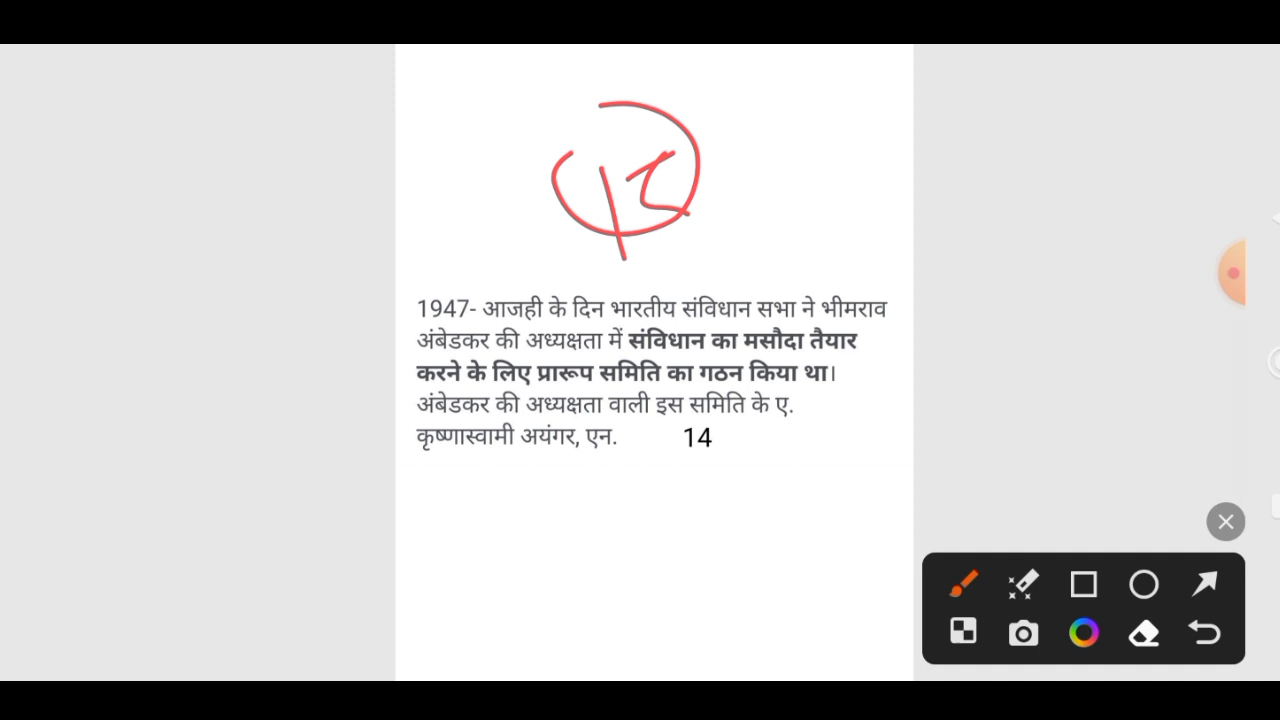 15
1947- आजही के दिन भारतीय संविधान सभा ने भीमराव
अंबेडकर की अध्यक्षता में संविधान का मसौदा तैयार
करने के लिए प्रारूप समिति का गठन किया था।
अंबेडकर की अध्यक्षता वाली इस समिति के ए.
कृष्णास्वामी अयंगर, एन. 14